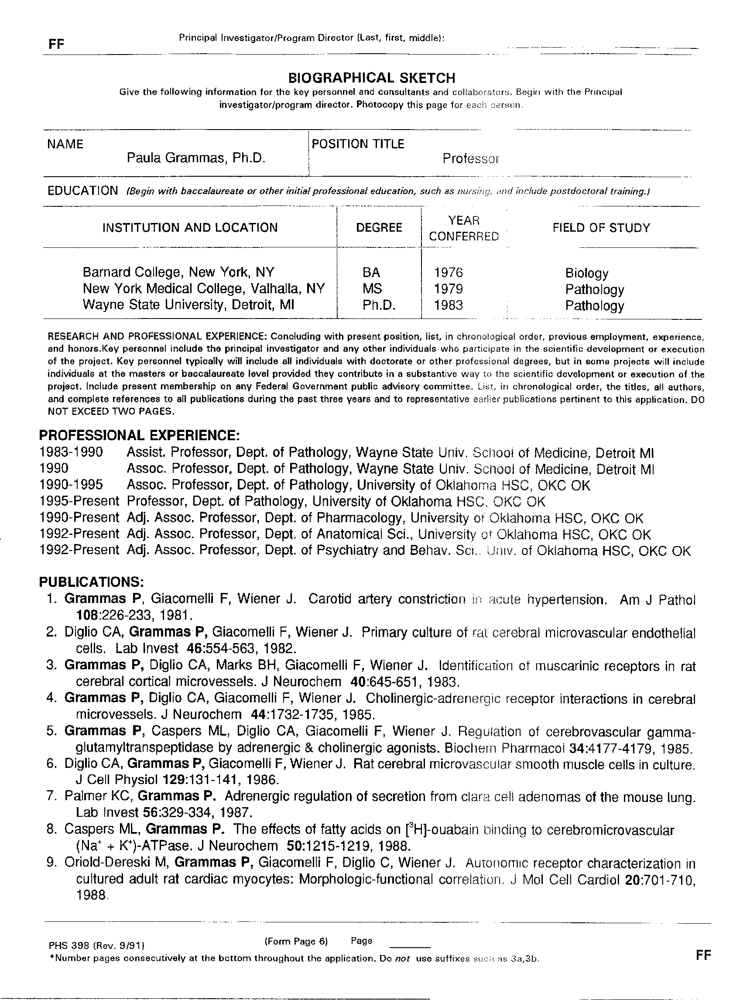 FF
Principal Investigator/Program Director (Last, first, middle):
BIOGRAPHICAL SKETCH
Give the following information for the key personnel and consultants and collaborators. Begin with the Principal
investigator/program director. Photocopy this page for each person.
NAME
POSITION TITLE
Paula Grammas, Ph.D.
Professor
EDUCATION (Begin with baccalaureate or other initial professional education, such as nursing, and include postdoctoral training.)
INSTITUTION AND LOCATION DEGREE YEAR CONFERRED FIELD OF STUDY
Barnard College, New York, NY BA 1976 Biology
New York Medical College, Valhalla, NY MS 1979 Pathology
Wayne State University, Detroit, MI Ph.D. 1983 Pathology
RESEARCH AND PROFESSIONAL EXPERIENCE: Concluding with present position, list, in chronological order, previous employment, experience,
and honors.Key personnel include the principal investigator and any other individuals who participate in the scientific development or execution
of the project. Key personnel typically will include all individuals with doctorate or other professional degrees, but in some projects will include
individuals at the masters or baccalaureate level provided they contribute in a substantive way to the scientific development or execution of the
project. Include present membership on any Federal Government public advisory committee. List, in chronological order, the titles, all authors,
and complete references to all publications during the past three years and to representative earlier publications pertinent to this application. DO
NOT EXCEED TWO PAGES.
PROFESSIONAL EXPERIENCE:
1983-1990 Assist. Professor, Dept. of Pathology, Wayne State Univ. School of Medicine, Detroit MI
1990 Assoc. Professor, Dept. of Pathology, Wayne State Univ. School of Medicine, Detroit MI
1990-1995 Assoc. Professor, Dept. of Pathology, University of Oklahoma HSC, OKC OK
1995-Present Professor, Dept. of Pathology, University of Oklahoma HSC, OKC OK
1990-Present Adj. Assoc. Professor, Dept. of Pharmacology, University of Oklahoma HSC, OKC OK
1992-Present Adj. Assoc. Professor, Dept. of Anatomical Sci., University of Oklahoma HSC, OKC OK
1992-Present Adj. Assoc. Professor, Dept. of Psychiatry and Behav. Sci., Univ. of Oklahoma HSC, OKC OK
PUBLICATIONS:
1. Grammas P, Giacomelli F, Wiener J. Carotid artery constriction in acute hypertension. Am J Pathol
108:226-233, 1981.
2. Diglio CA, Grammas P, Giacomelli F, Wiener J. Primary culture of rat cerebral microvascular endothelial
cells. Lab Invest 46:554-563, 1982.
3. Grammas P, Diglio CA, Marks BH, Giacomelli F, Wiener J. Identification of muscarinic receptors in rat
cerebral cortical microvessels. J Neurochem 40:645-651, 1983.
4. Grammas P, Diglio CA, Giacomelli F, Wiener J. Cholinergic-adrenergic receptor interactions in cerebral
microvessels. J Neurochem 44:1732-1735, 1985.
5. Grammas P, Caspers ML, Diglio CA, Giacomelli F, Wiener J. Regulation of cerebrovascular gamma-
glutamyltranspeptidase by adrenergic & cholinergic agonists. Biochem Pharmacol 34:4177-4179, 1985.
6. Diglio CA, Grammas P, Giacomelli F, Wiener J. Rat cerebral microvascular smooth muscle cells in culture.
J Cell Physiol 129:131-141, 1986.
7. Palmer KC, Grammas P. Adrenergic regulation of secretion from clara cell adenomas of the mouse lung.
Lab Invest 56:329-334, 1987.
8. Caspers ML, Grammas P. The effects of fatty acids on [³H]-ouabain binding to cerebromicrovascular
(Na⁺ + K⁺)-ATPase. J Neurochem 50:1215-1219, 1988.
9. Oriold-Dereski M, Grammas P, Giacomelli F, Diglio C, Wiener J. Autonomic receptor characterization in
cultured adult rat cardiac myocytes: Morphologic-functional correlation. J Mol Cell Cardiol 20:701-710,
1988.
PHS 398 (Rev. 9/91) (Form Page 6) Page
*Number pages consecutively at the bottom throughout the application. Do not use suffixes such as 3a,3b.
FF